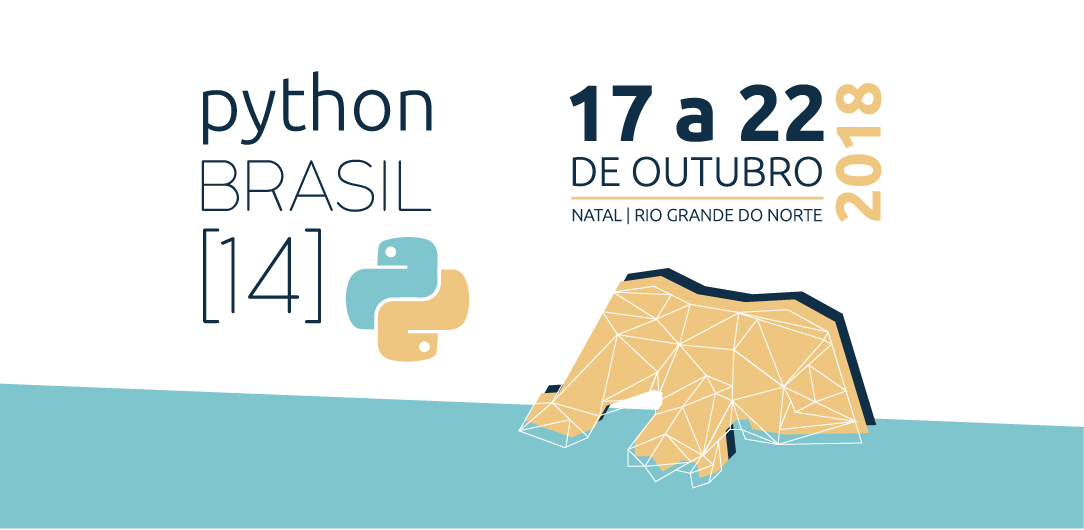 python
BRASIL
[14]
17 a 22
DE OUTUBRO
2018
NATAL | RIO GRANDE DO NORTE